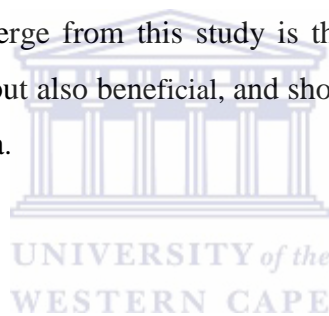 erge from this study is th
out also beneficial, and sho
a.
UNIVERSITY of the
WESTERN CAPE